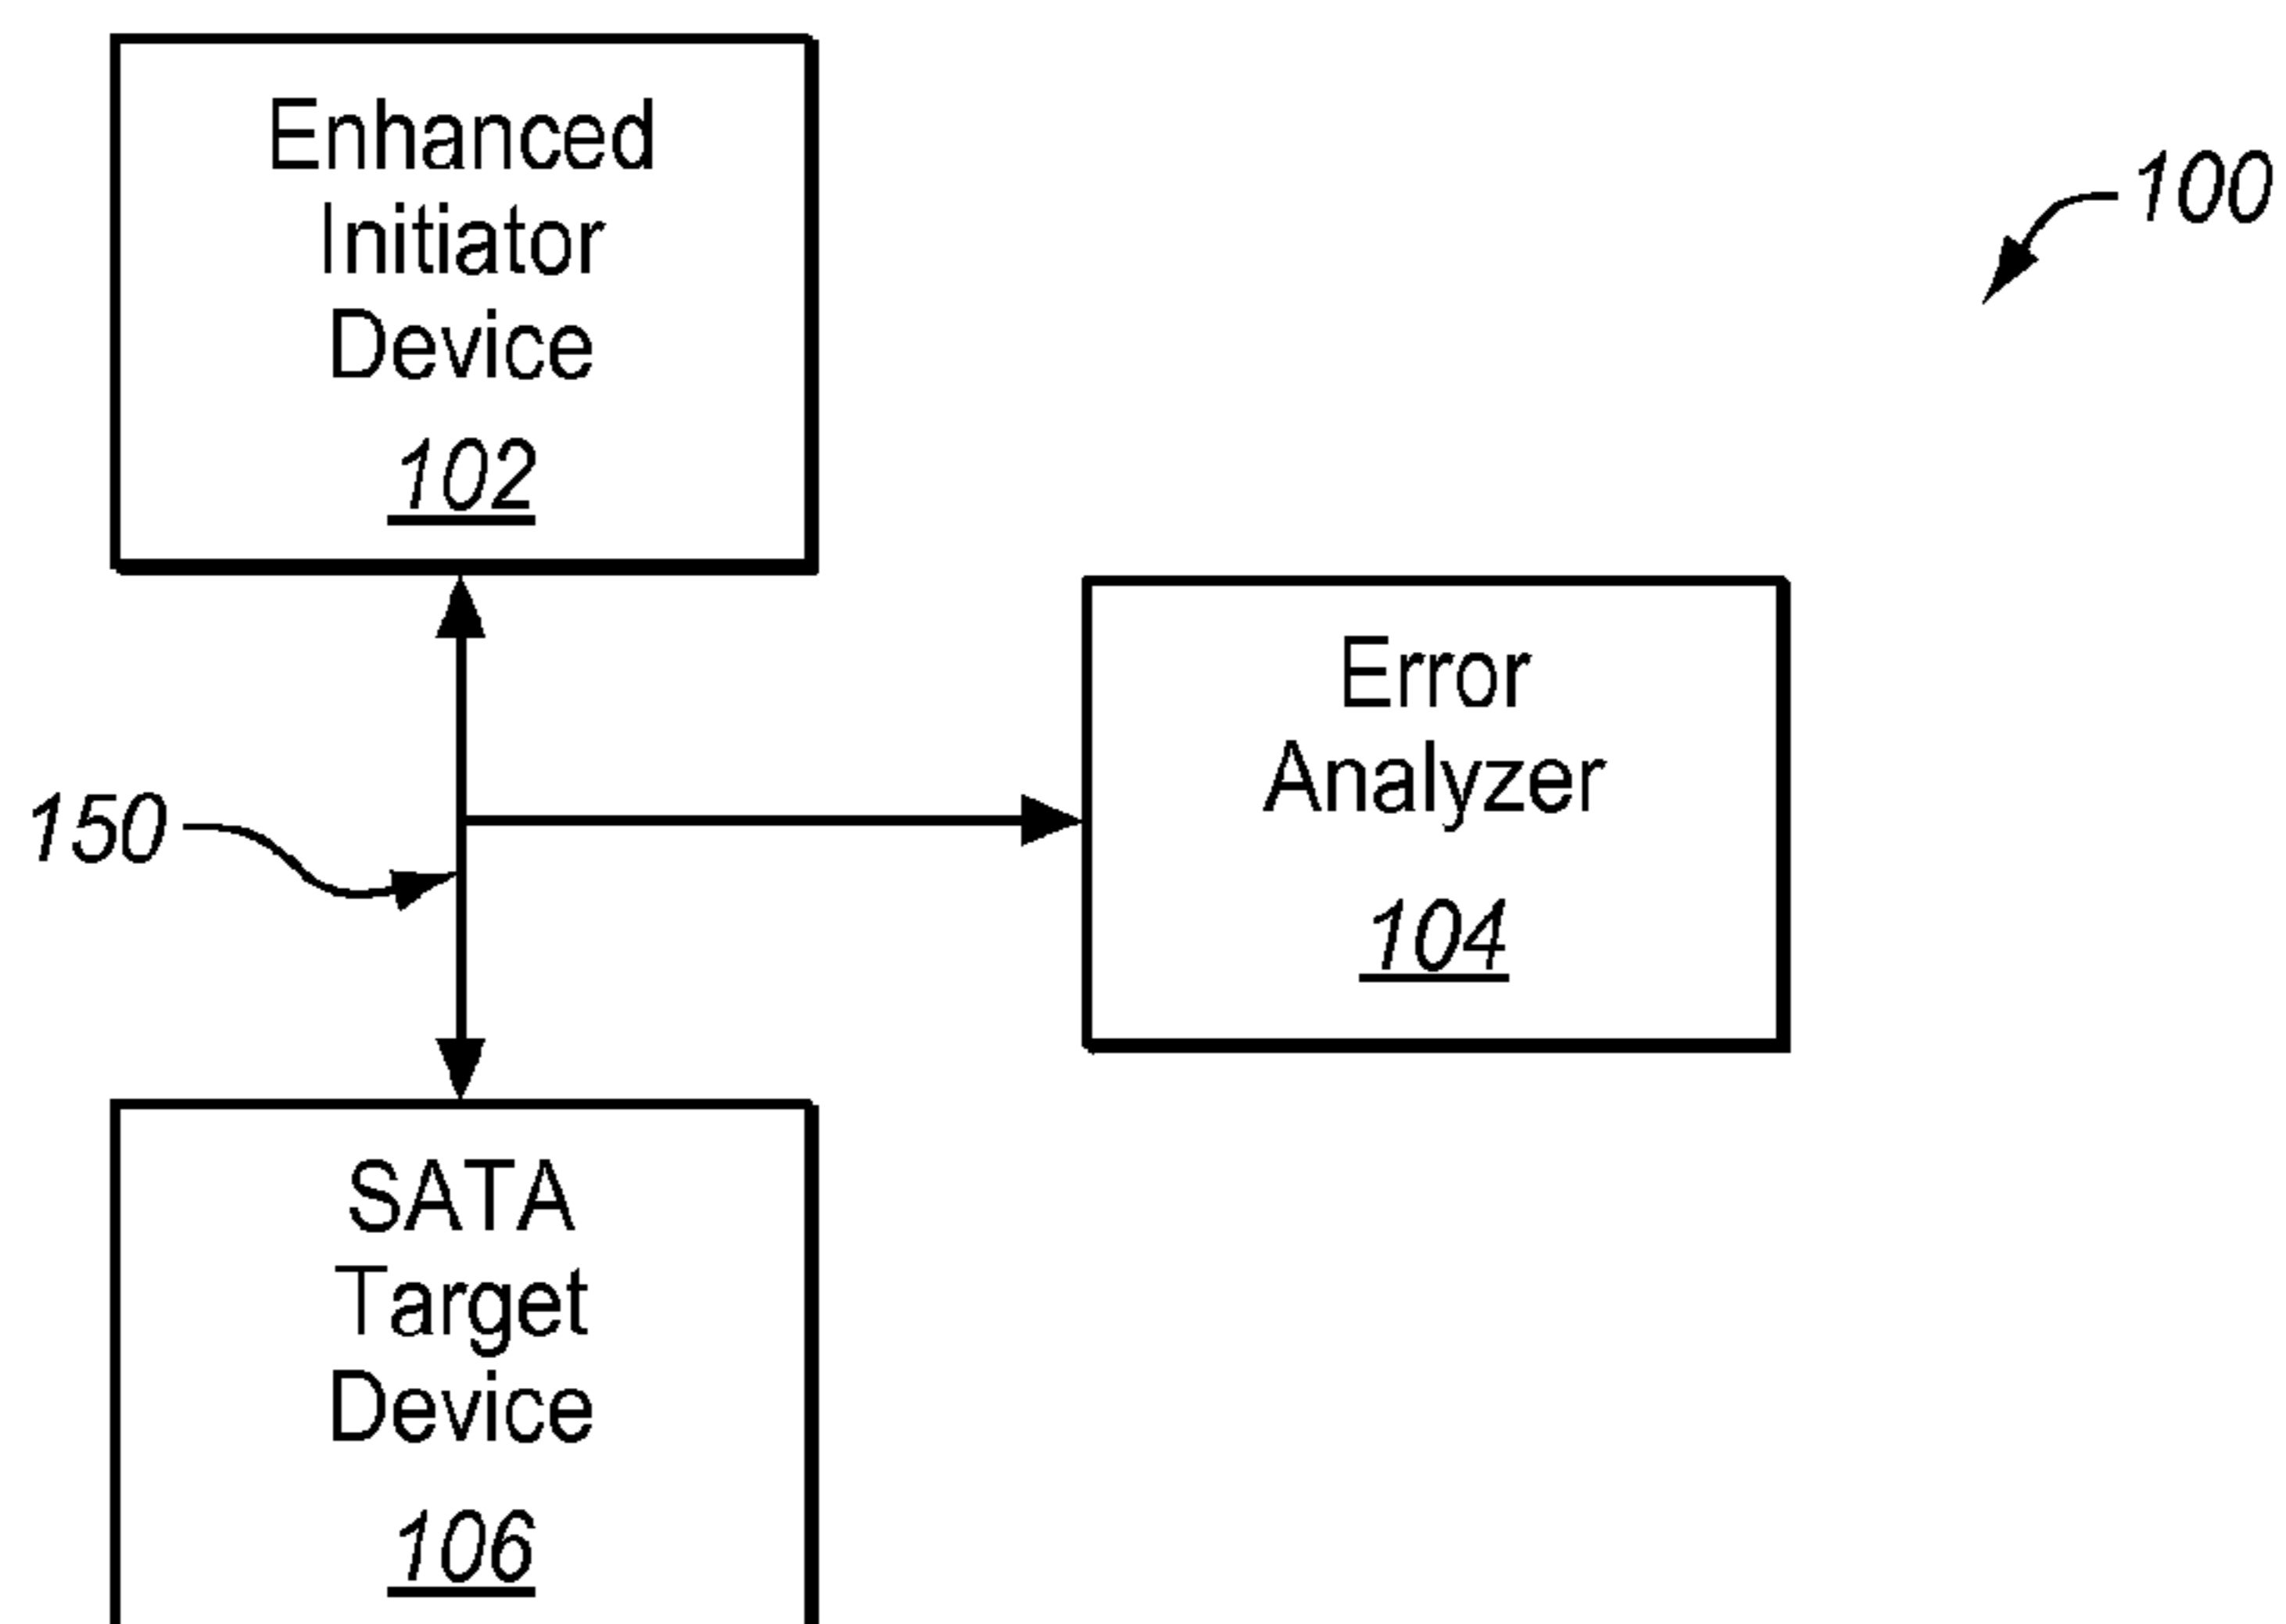 Enhanced
Initiator
Device
102
100
Error
Analyzer
104
150
SATA
Target
Device
106